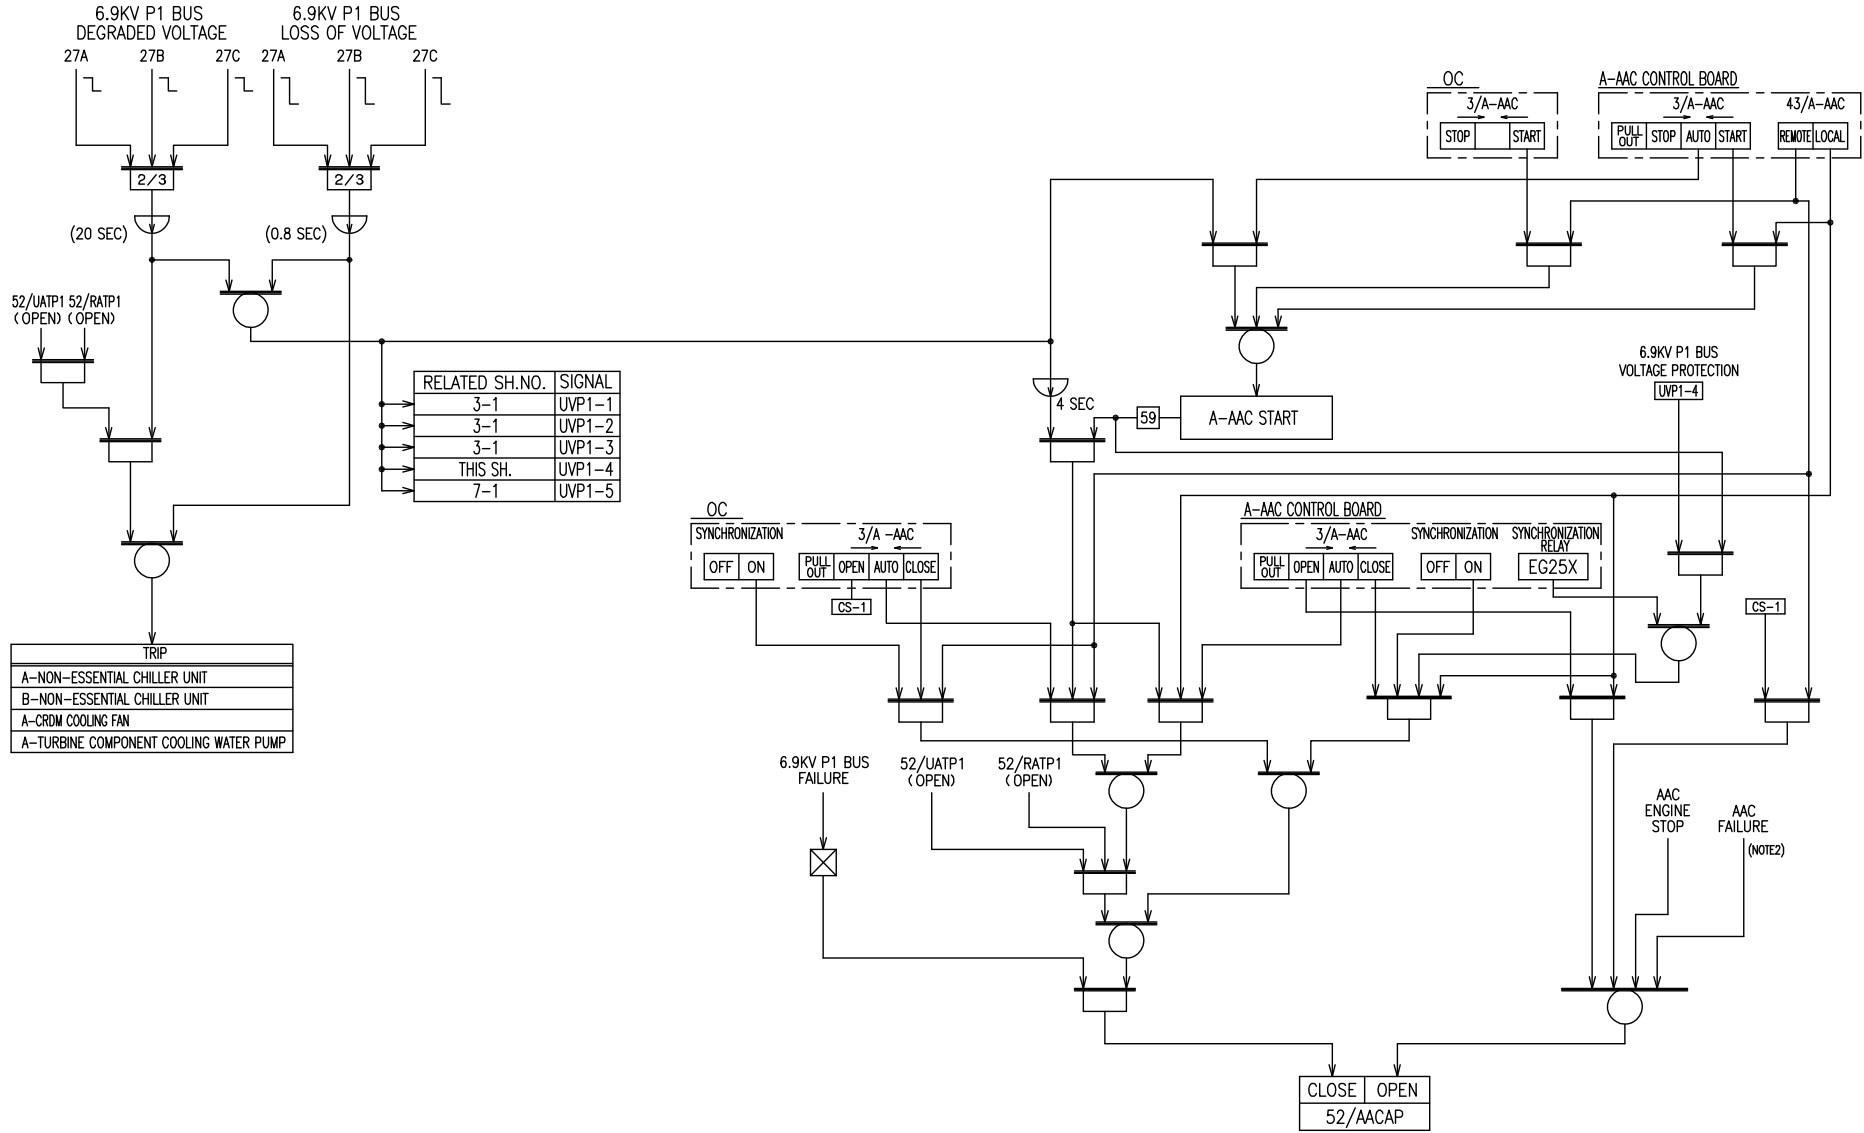 6.9KV P1 BUS
DEGRADED VOLTAGE
6.9KV P1 BUS
LOSS OF VOLTAGE
27A 27B 27C 27A 27B 27C
2/3 2/3
(20 SEC) (0.8 SEC)
52/UATP1 52/RATP1
(OPEN) (OPEN)
RELATED SH.NO. SIGNAL
3-1 UVP1-1
3-1 UVP1-2
3-1 UVP1-3
THIS SH. UVP1-4
7-1 UVP1-5
TRIP
A-NON-ESSENTIAL CHILLER UNIT
B-NON-ESSENTIAL CHILLER UNIT
A-CRDM COOLING FAN
A-TURBINE COMPONENT COOLING WATER PUMP
OC
3/A-AAC
STOP START
A-AAC CONTROL BOARD
3/A-AAC 43/A-AAC
PULL OUT STOP AUTO START REMOTE LOCAL
4 SEC
59
A-AAC START
6.9KV P1 BUS
VOLTAGE PROTECTION
UVP1-4
OC
SYNCHRONIZATION 3/A -AAC
OFF ON PULL OUT OPEN AUTO CLOSE
CS-1
A-AAC CONTROL BOARD
3/A-AAC SYNCHRONIZATION SYNCHRONIZATION
RELAY
PULL OUT OPEN AUTO CLOSE OFF ON EG25X
CS-1
6.9KV P1 BUS
FAILURE
52/UATP1
(OPEN)
52/RATP1
(OPEN)
AAC
ENGINE
STOP
AAC
FAILURE
(NOTE2)
CLOSE OPEN
52/AACAP